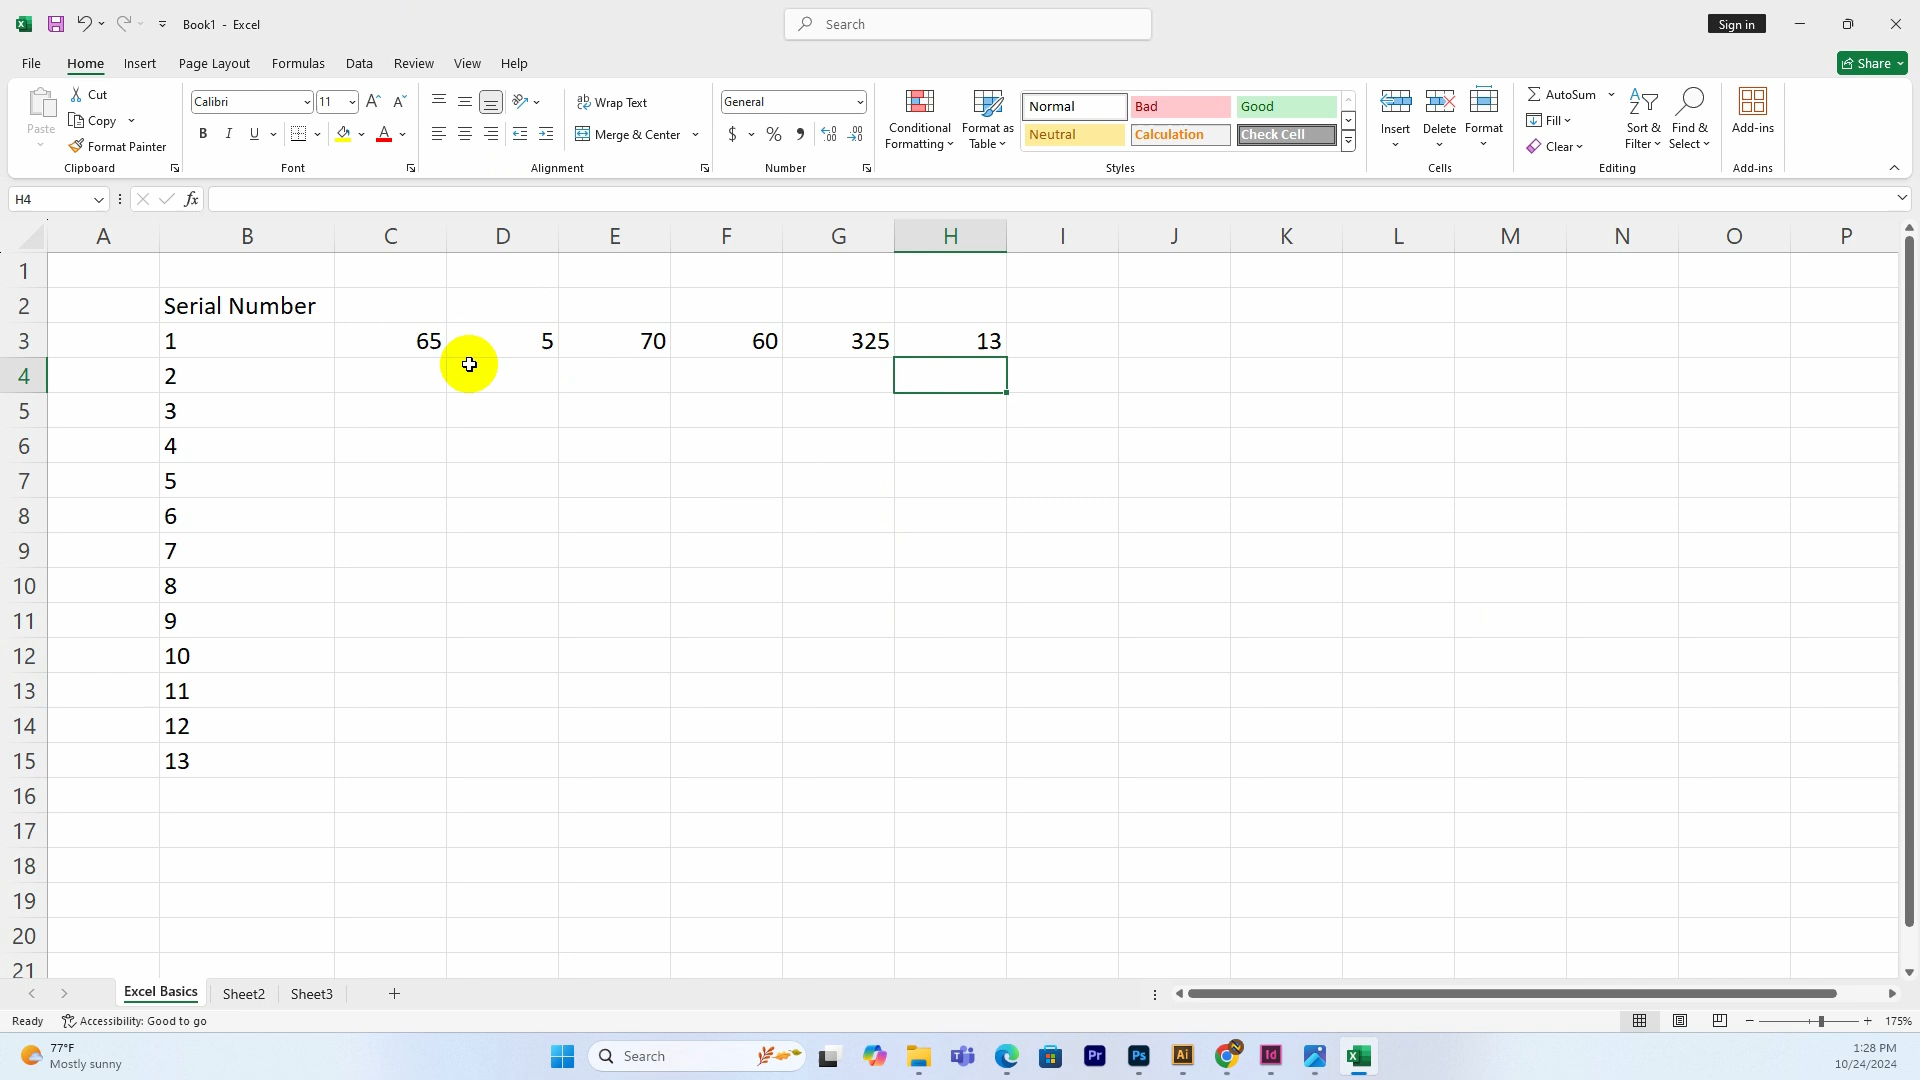 Book1 - Excel
Search
Sign in
File Home Insert Page Layout Formulas Data Review View Help
Share
Paste
Cut
Copy
Format Painter
Clipboard
Calibri 11
B I U
A
Font
Wrap Text
Merge & Center
Alignment
General
$ % ,
Number
Conditional Formatting
Format as Table
Normal Bad Good
Neutral Calculation Check Cell
Styles
Insert Delete Format
Cells
AutoSum
Fill
Clear
Sort & Filter
Find & Select
Editing
Add-ins
Add-ins
H4
fx
A B C D E F G H I J K L M N O P
1
2 Serial Number
3 1 65 5 70 60 325 13
4 2
5 3
6 4
7 5
8 6
9 7
10 8
11 9
12 10
13 11
14 12
15 13
16
17
18
19
20
21
Excel Basics Sheet2 Sheet3
Ready Accessibility: Good to go
175%
77°F
Mostly sunny
Search
Pr Ps Ai Id
1:28 PM
10/24/2024